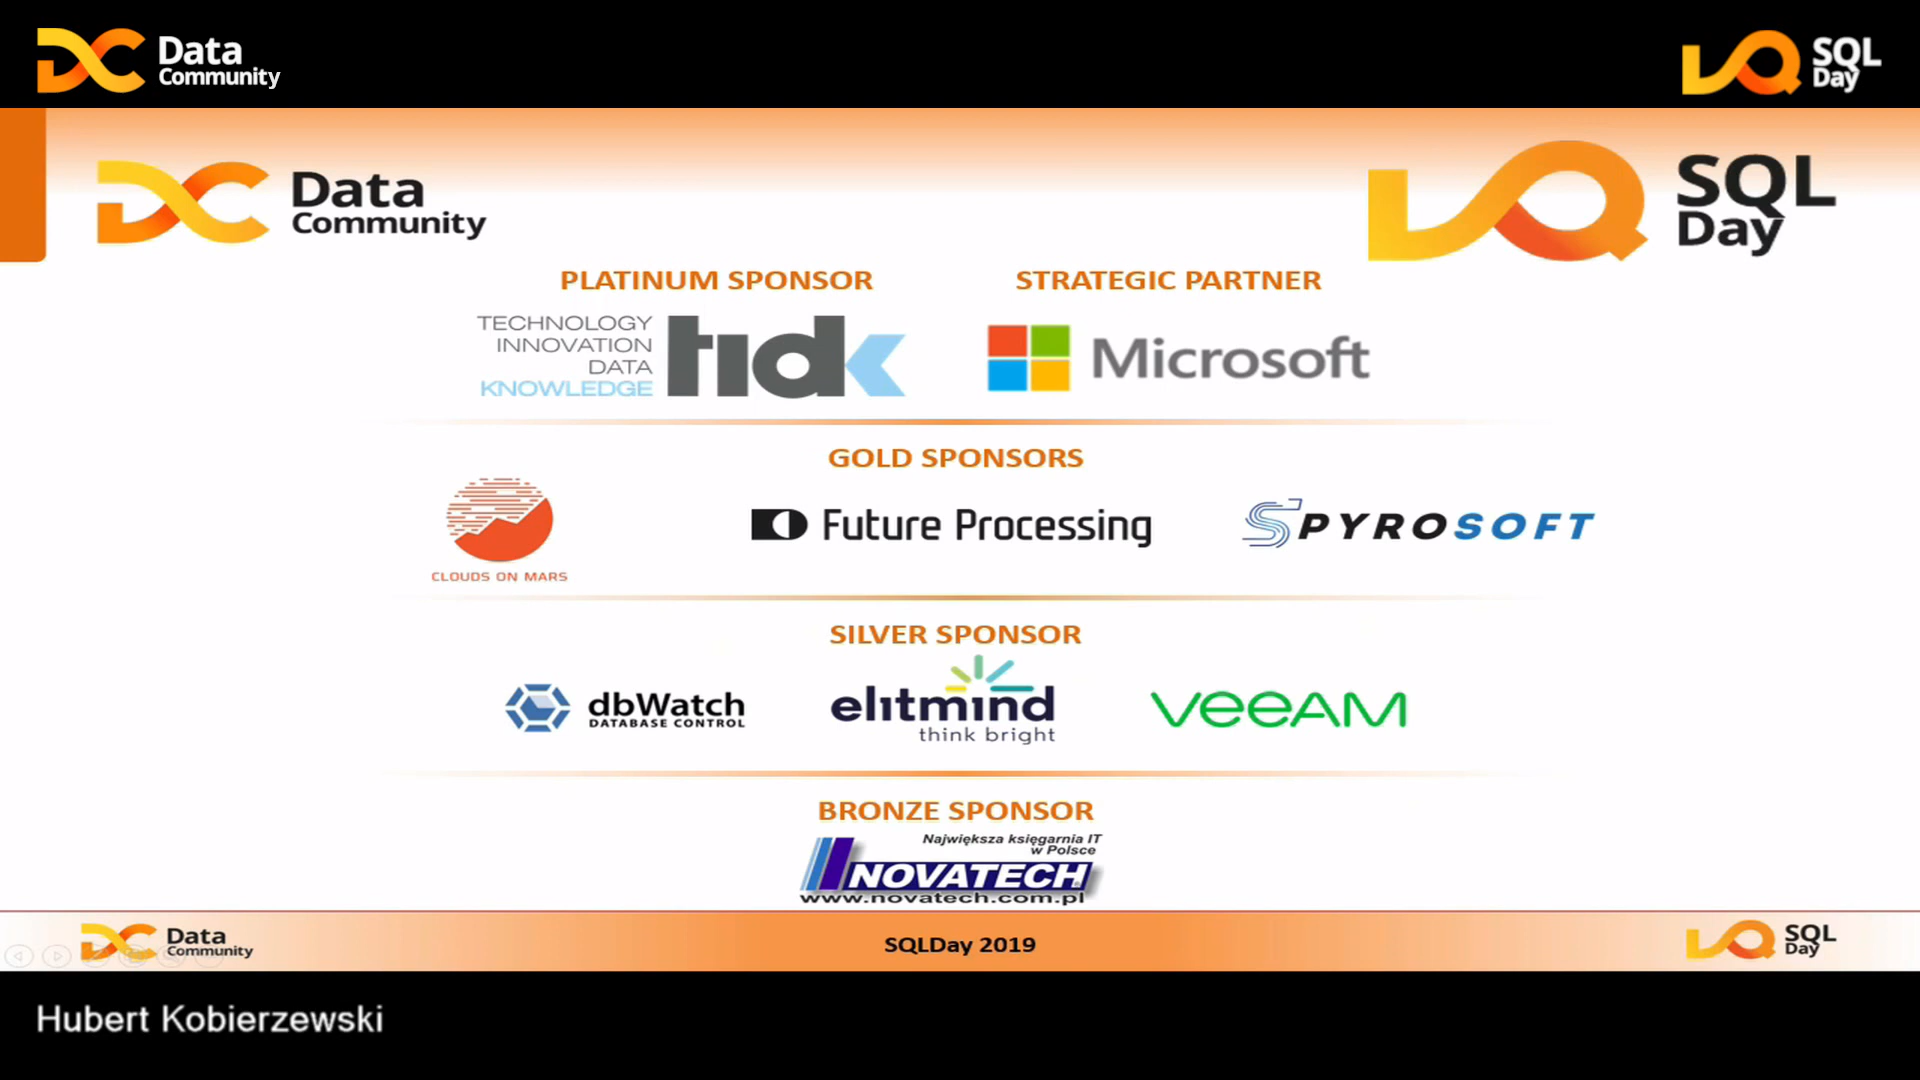 Data
Community
SQL
Day
Data
Community
SQL
Day
PLATINUM SPONSOR
STRATEGIC PARTNER
TECHNOLOGY
INNOVATION
DATA
KNOWLEDGE
tidk
Microsoft
GOLD SPONSORS
CLOUDS ON MARS
Future Processing
SPYROSOFT
SILVER SPONSOR
dbWatch
DATABASE CONTROL
elitmind
think bright
veeAM
BRONZE SPONSOR
Największa księgarnia IT
w Polsce
NOVATECH
www.novatech.com.pl
Data
Community
SQLDay 2019
SQL
Day
Hubert Kobierzewski